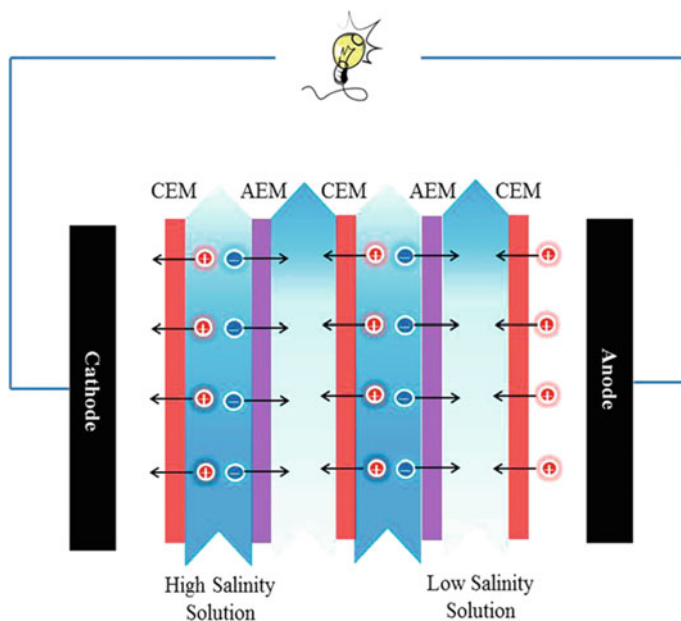 CEM AEM CEM AEM CEM
Cathode
Anode
High Salinity
Solution
Low Salinity
Solution